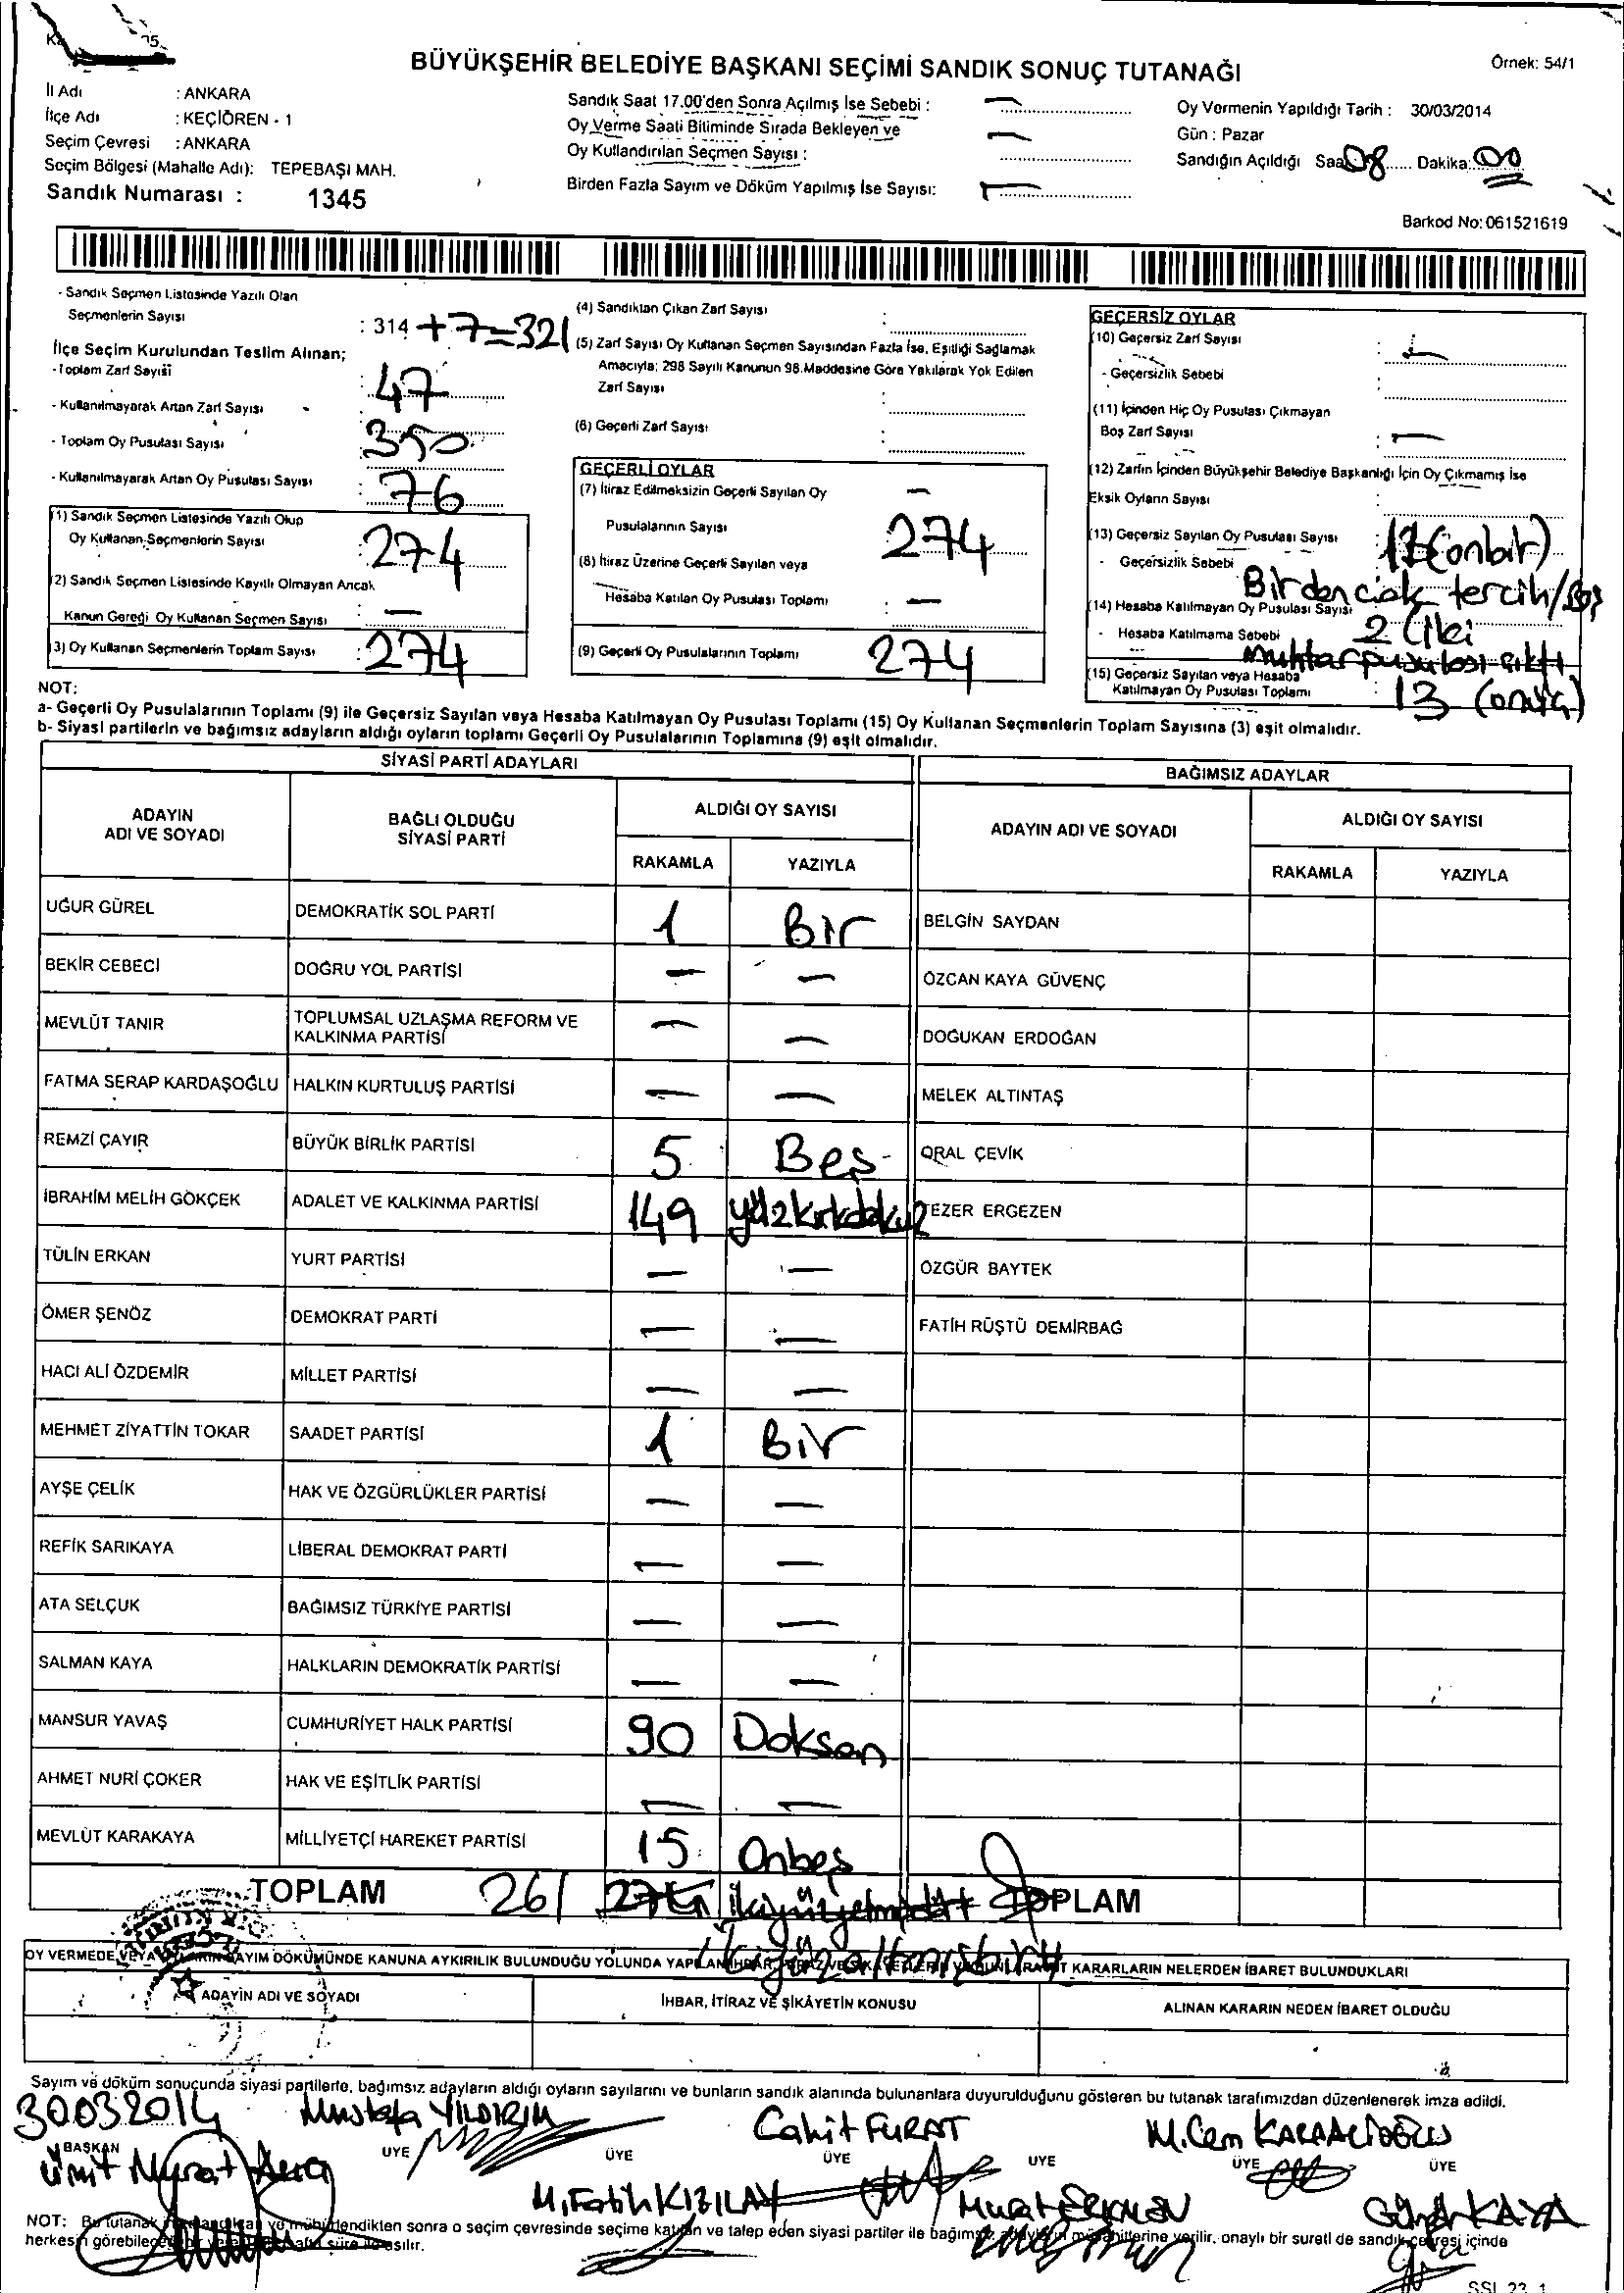 BÜYÜKŞEHİR BELEDİYE BAŞKANI SEÇİMİ SANDIK SONUÇ TUTANAĞI
Örnek: 54/1
İl Adı : ANKARA
İlçe Adı : KEÇİÖREN - 1
Seçim Çevresi : ANKARA
Seçim Bölgesi (Mahalle Adı): TEPEBAŞI MAH.
Sandık Numarası : 1345
Sandık Saat 17.00'den Sonra Açılmış İse Sebebi : —
Oy Verme Saati Bitiminde Sırada Bekleyen ve —
Oy Kullandırılan Seçmen Sayısı :
Birden Fazla Sayım ve Döküm Yapılmış İse Sayısı: —
Oy Vermenin Yapıldığı Tarih : 30/03/2014
Gün : Pazar
Sandığın Açıldığı Saat 08 Dakika: 00
Barkod No: 061521619
- Sandık Seçmen Listesinde Yazılı Olan
Seçmenlerin Sayısı : 314 + 7 = 321
İlçe Seçim Kurulundan Teslim Alınan;
- Toplam Zarf Sayısı : 47
- Kullanılmayarak Artan Zarf Sayısı
- Toplam Oy Pusulası Sayısı : 350
- Kullanılmayarak Artan Oy Pusulası Sayısı : 76
(1) Sandık Seçmen Listesinde Yazılı Olup
Oy Kullanan Seçmenlerin Sayısı : 274
(2) Sandık Seçmen Listesinde Kayıtlı Olmayan Ancak
Kanun Gereği Oy Kullanan Seçmen Sayısı : —
(3) Oy Kullanan Seçmenlerin Toplam Sayısı : 274
(4) Sandıktan Çıkan Zarf Sayısı :
(5) Zarf Sayısı Oy Kullanan Seçmen Sayısından Fazla İse, Eşitliği Sağlamak
Amacıyla; 298 Sayılı Kanunun 98.Maddesine Göre Yakılarak Yok Edilen
Zarf Sayısı :
(6) Geçerli Zarf Sayısı :
GEÇERLİ OYLAR
(7) İtiraz Edilmeksizin Geçerli Sayılan Oy —
Pusulalarının Sayısı 274
(8) İtiraz Üzerine Geçerli Sayılan veya
Hesaba Katılan Oy Pusulası Toplamı : —
(9) Geçerli Oy Pusulalarının Toplamı 274
GEÇERSİZ OYLAR
(10) Geçersiz Zarf Sayısı :
- Geçersizlik Sebebi :
(11) İçinden Hiç Oy Pusulası Çıkmayan
Boş Zarf Sayısı : —
(12) Zarfın İçinden Büyükşehir Belediye Başkanlığı İçin Oy Çıkmamış İse
Eksik Oyların Sayısı :
(13) Geçersiz Sayılan Oy Pusulası Sayısı 11 (onbir)
- Geçersizlik Sebebi Birden çok tercih/Boş
(14) Hesaba Katılmayan Oy Pusulası Sayısı 2 (iki
- Hesaba Katılmama Sebebi Muhtar pusulası çıktı
(15) Geçersiz Sayılan veya Hesaba
Katılmayan Oy Pusulası Toplamı : 13 (onüç)
NOT:
a- Geçerli Oy Pusulalarının Toplamı (9) ile Geçersiz Sayılan veya Hesaba Katılmayan Oy Pusulası Toplamı (15) Oy Kullanan Seçmenlerin Toplam Sayısına (3) eşit olmalıdır.
b- Siyasi partilerin ve bağımsız adayların aldığı oyların toplamı Geçerli Oy Pusulalarının Toplamına (9) eşit olmalıdır.
SİYASİ PARTİ ADAYLARI
BAĞIMSIZ ADAYLAR
ADAYIN ADI VE SOYADI
BAĞLI OLDUĞU SİYASİ PARTİ
ALDIĞI OY SAYISI
RAKAMLA YAZIYLA
ADAYIN ADI VE SOYADI
ALDIĞI OY SAYISI
RAKAMLA YAZIYLA
UĞUR GÜREL DEMOKRATİK SOL PARTİ 1 Bir BELGİN SAYDAN
BEKİR CEBECİ DOĞRU YOL PARTİSİ — — ÖZCAN KAYA GÜVENÇ
MEVLÜT TANIR TOPLUMSAL UZLAŞMA REFORM VE KALKINMA PARTİSİ — — DOĞUKAN ERDOĞAN
FATMA SERAP KARDAŞOĞLU HALKIN KURTULUŞ PARTİSİ — — MELEK ALTINTAŞ
REMZİ ÇAYIR BÜYÜK BİRLİK PARTİSİ 5 Beş ORAL ÇEVİK
İBRAHİM MELİH GÖKÇEK ADALET VE KALKINMA PARTİSİ 149 yüzkırkdokuz EZER ERGEZEN
TÜLİN ERKAN YURT PARTİSİ — — ÖZGÜR BAYTEK
ÖMER ŞENÖZ DEMOKRAT PARTİ — — FATİH RÜŞTÜ DEMİRBAĞ
HACI ALİ ÖZDEMİR MİLLET PARTİSİ — —
MEHMET ZİYATTİN TOKAR SAADET PARTİSİ 1 Bir
AYŞE ÇELİK HAK VE ÖZGÜRLÜKLER PARTİSİ — —
REFİK SARIKAYA LİBERAL DEMOKRAT PARTİ — —
ATA SELÇUK BAĞIMSIZ TÜRKİYE PARTİSİ — —
SALMAN KAYA HALKLARIN DEMOKRATİK PARTİSİ — —
MANSUR YAVAŞ CUMHURİYET HALK PARTİSİ 90 Doksan
AHMET NURİ ÇOKER HAK VE EŞİTLİK PARTİSİ — —
MEVLÜT KARAKAYA MİLLİYETÇİ HAREKET PARTİSİ 15 Onbeş
TOPLAM 261 274 ikiyüzyetmişdört TOPLAM
ikiyüzaltmışbir
OY VERMEDE VEYA OYLARIN SAYIM DÖKÜMÜNDE KANUNA AYKIRILIK BULUNDUĞU YOLUNDA YAPILAN KARARLARIN NELERDEN İBARET BULUNDUKLARI
ADAYIN ADI VE SOYADI
İHBAR, İTİRAZ VE ŞİKÂYETİN KONUSU
ALINAN KARARIN NEDEN İBARET OLDUĞU
Sayım ve döküm sonucunda siyasi partilerle, bağımsız adayların aldığı oyların sayılarını ve bunların sandık alanında bulunanlara duyurulduğunu gösteren bu tutanak tarafımızdan düzenlenerek imza edildi.
30.03.2014 Mustafa YILDIRIM Cahit FURAT M.Cem KARAALİOĞLU
BAŞKAN ÜYE ÜYE ÜYE ÜYE ÜYE ÜYE
Ümit Murat M.Fatih KIZILAY Murat KAYA
NOT: Bu tutanak mühürlendikten sonra o seçim çevresinde seçime katılan ve talep eden siyasi partiler ile bağımsız adayların müşahitlerine verilir, onaylı bir sureti de sandık çevresi içinde
herkesin görebileceği bir yere hafta süre ile asılır.